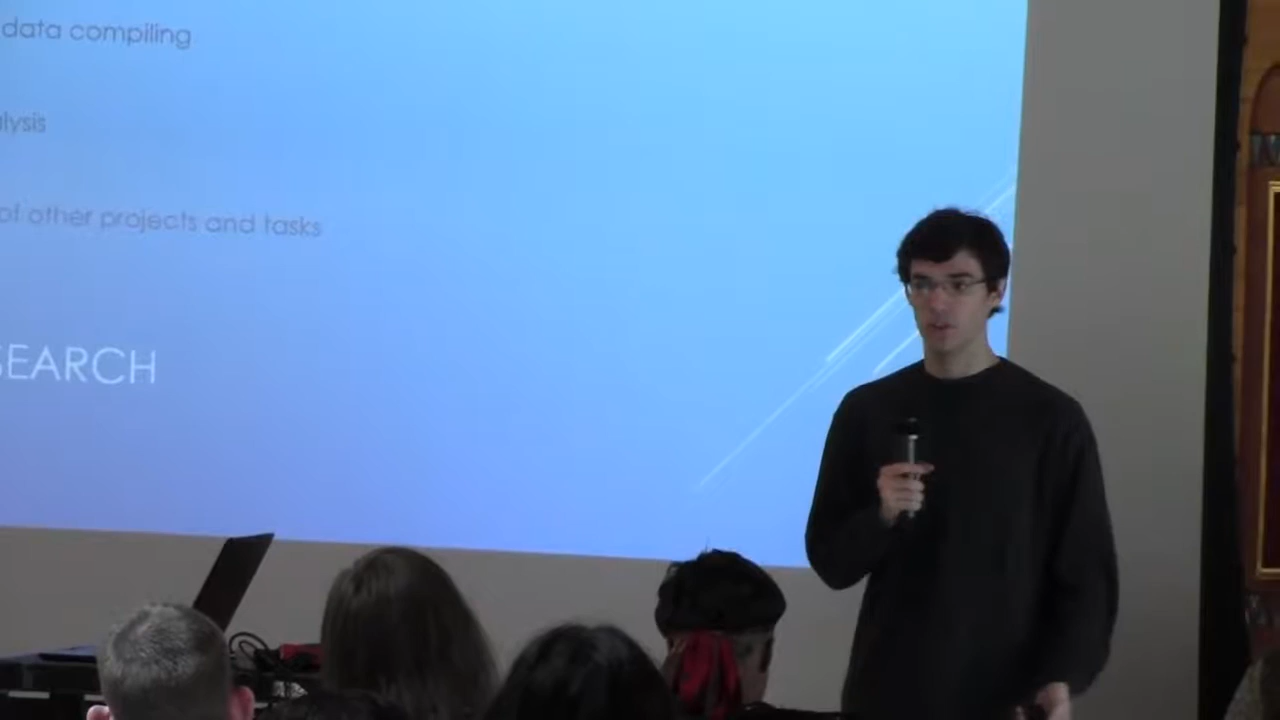 data compiling
lysis
of other projects and tasks
SEARCH